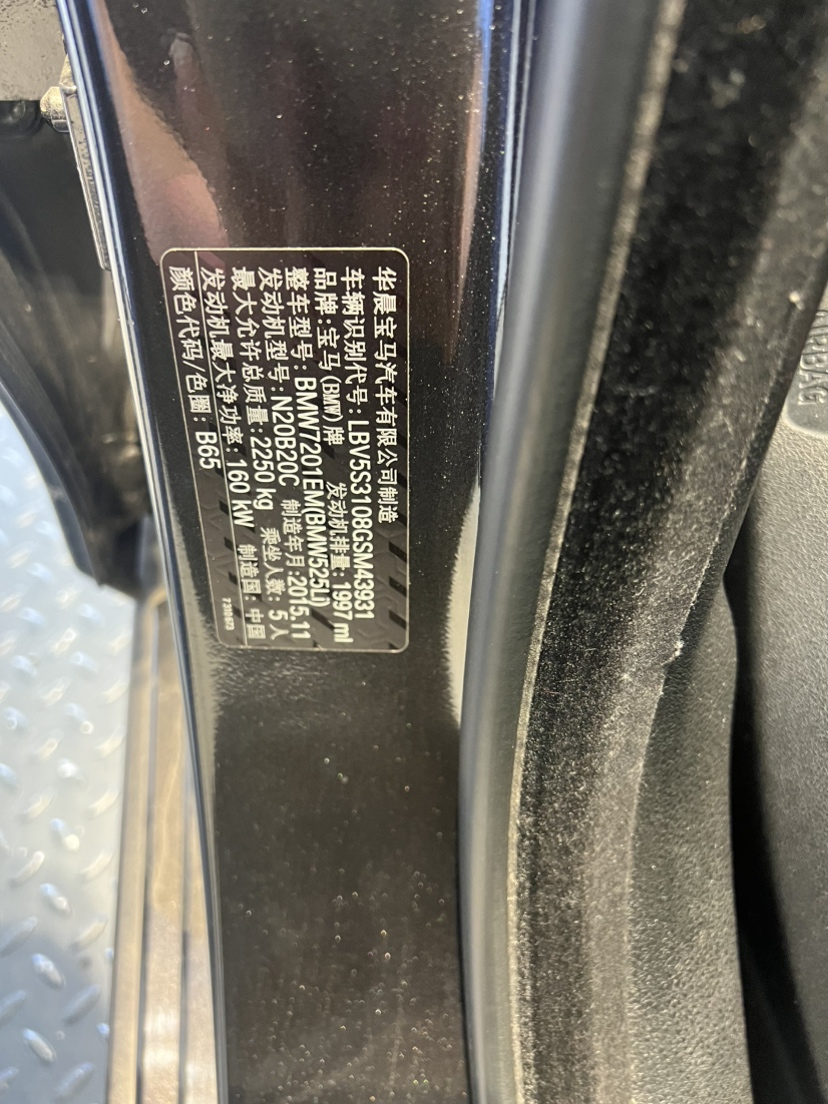 华晨宝马汽车有限公司制造
车辆识别代号：LBV5S3108GSM43931
品牌：宝马(BMW)牌 发动机排量：1997 ml
整车型号：BMW7201EM(BMW525Li)
发动机型号：N20B20C 制造年月：2015.11
最大允许总质量：2250 kg 乘坐人数：5 人
发动机最大净功率：160 kW 制造国：中国
颜色代码/色圈：B65
AIRBAG